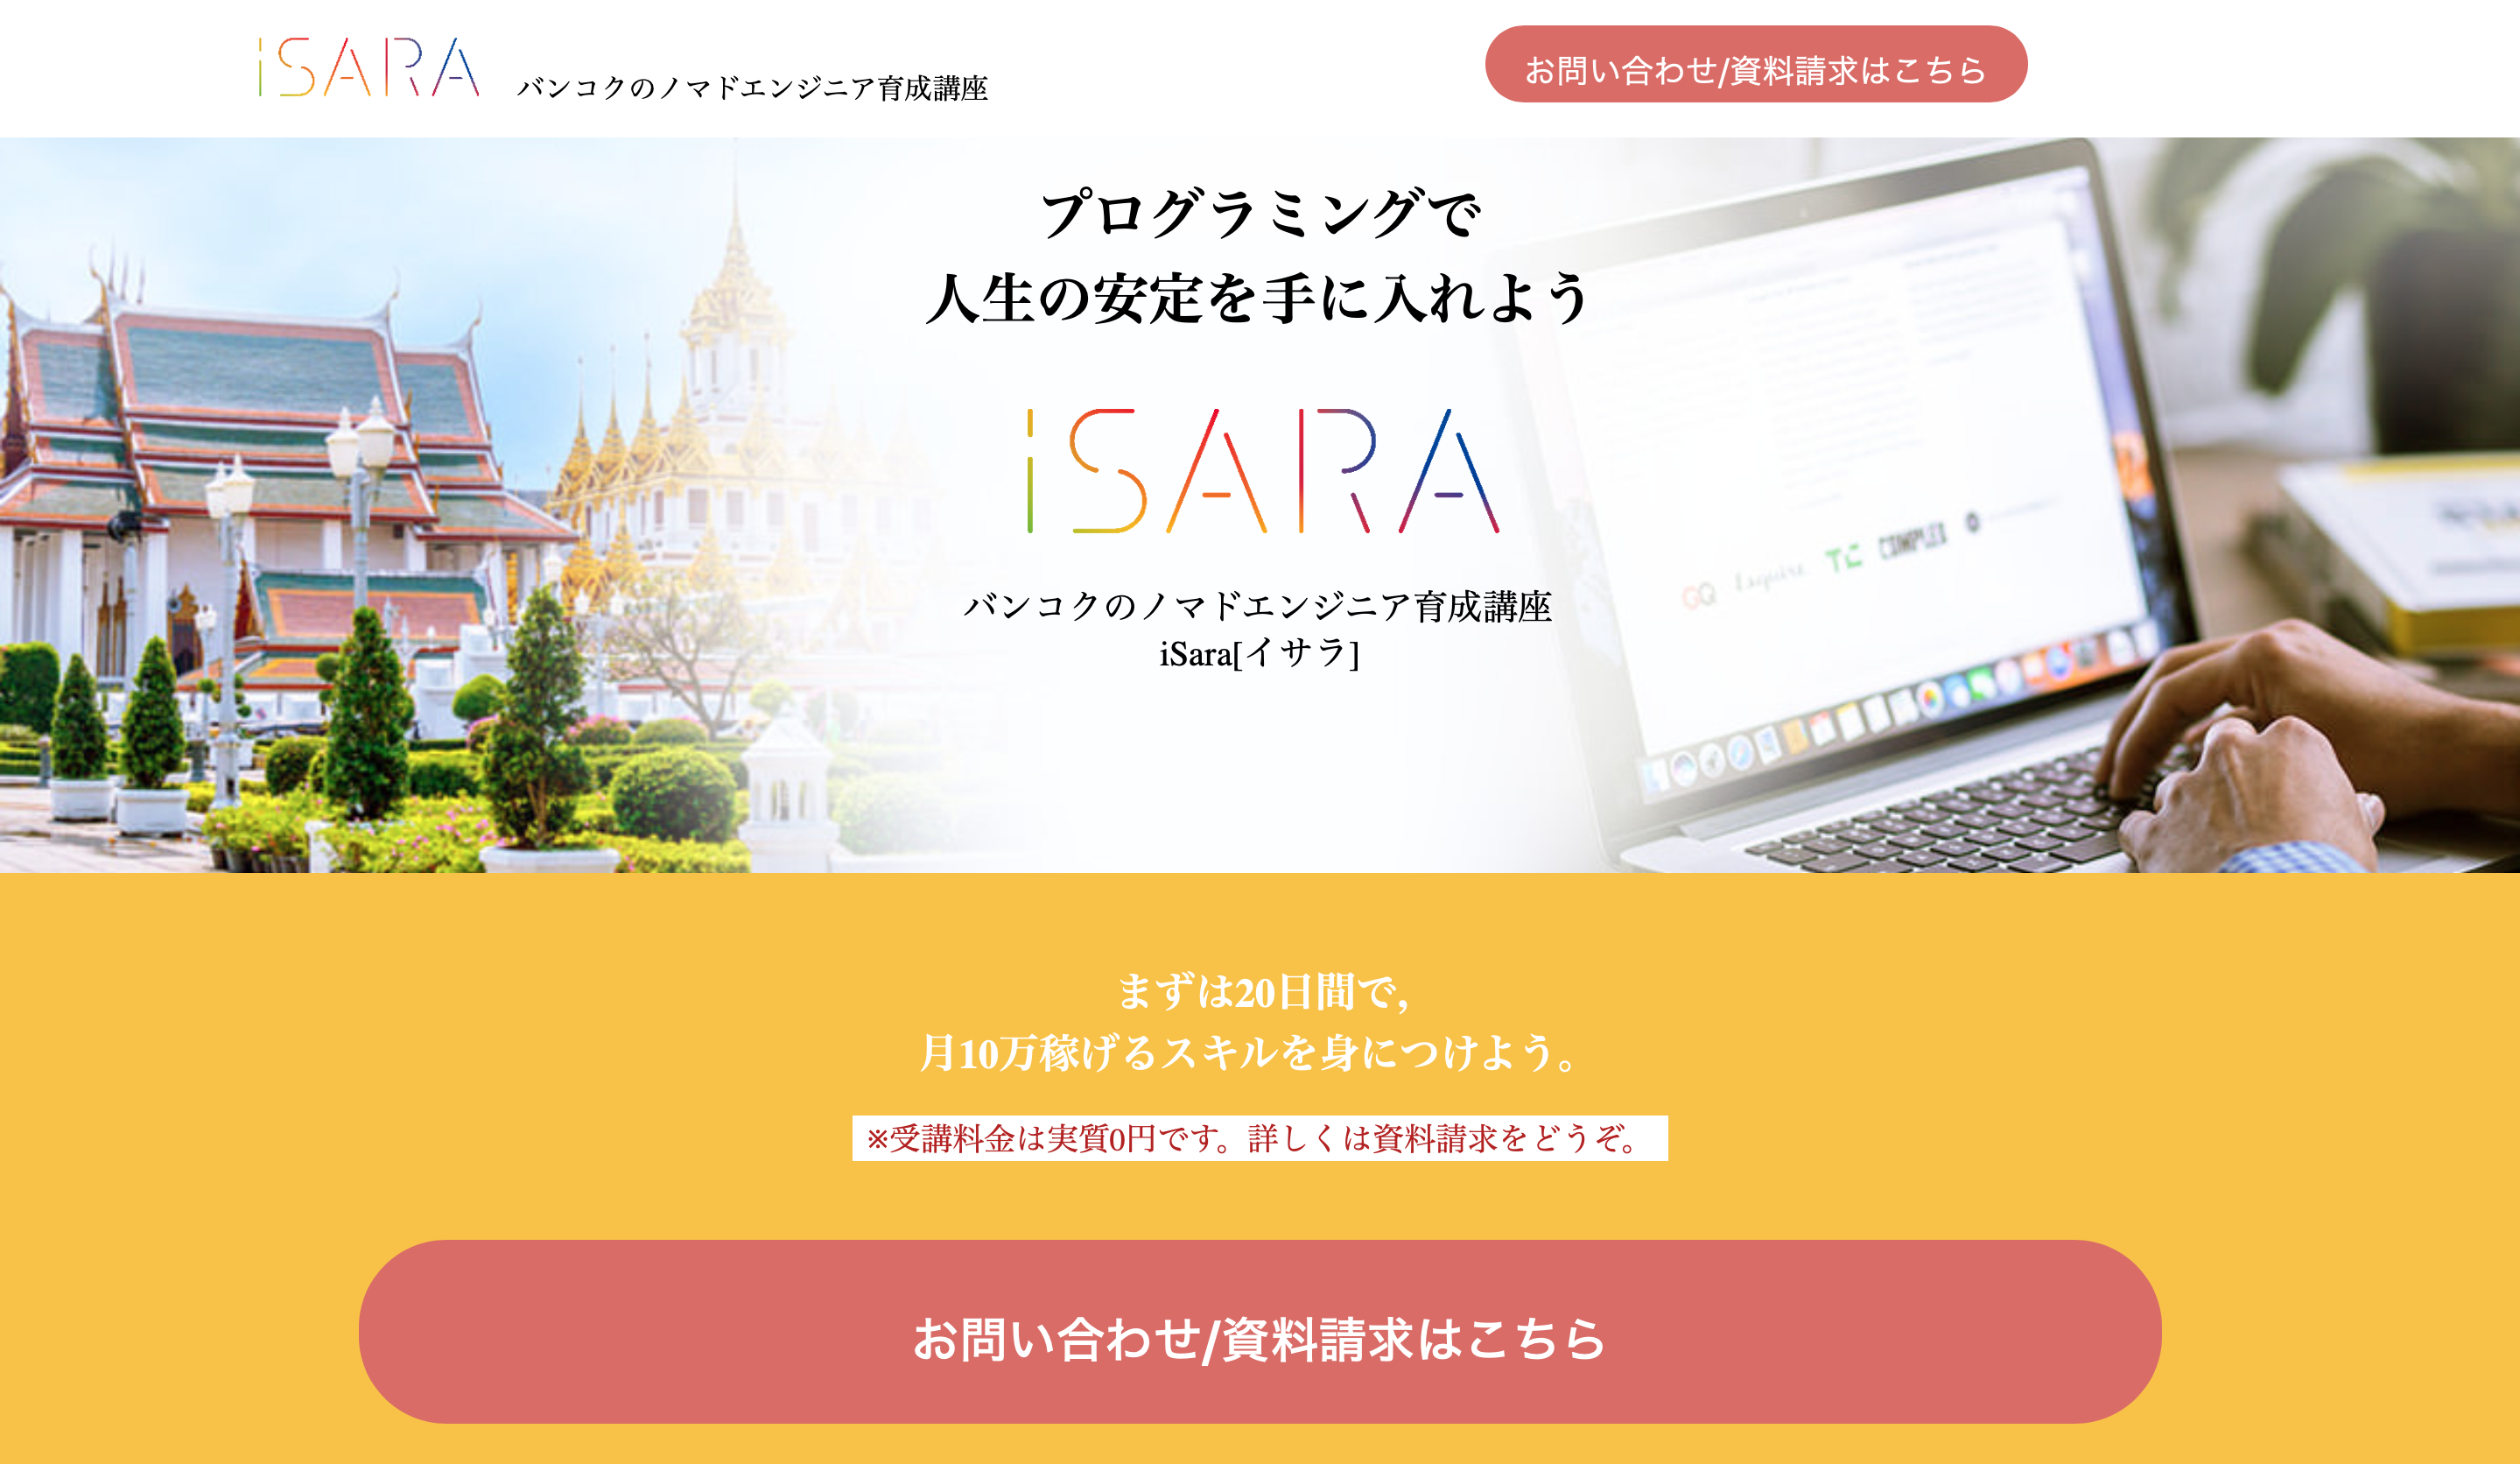 iSARA
バンコクのノマドエンジニア育成講座
お問い合わせ/資料請求はこちら
プログラミングで
人生の安定を手に入れよう
iSARA
バンコクのノマドエンジニア育成講座
iSara[イサラ]
GQ Esquire TC COMPLEX
まずは20日間で,
月10万稼げるスキルを身につけよう。
※受講料金は実質0円です。詳しくは資料請求をどうぞ。
お問い合わせ/資料請求はこちら